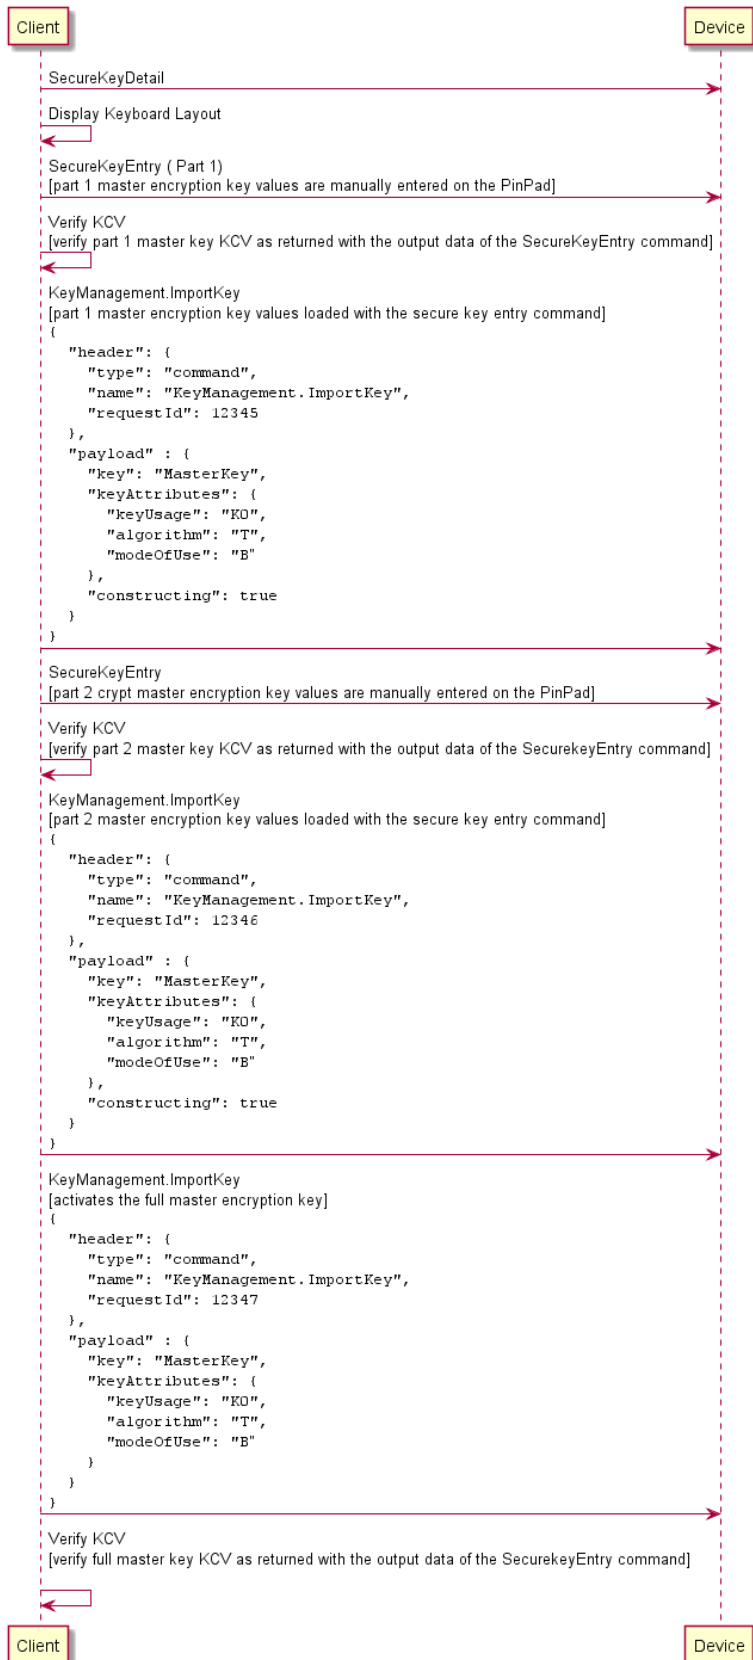 Client Device
SecureKeyDetail
Display Keyboard Layout
SecureKeyEntry ( Part 1)
[part 1 master encryption key values are manually entered on the PinPad]
Verify KCV
[verify part 1 master key KCV as returned with the output data of the SecureKeyEntry command]
KeyManagement.ImportKey
[part 1 master encryption key values loaded with the secure key entry command]
{
  "header": {
    "type": "command",
    "name": "KeyManagement.ImportKey",
    "requestId": 12345
  },
  "payload" : {
    "key": "MasterKey",
    "keyAttributes": {
      "keyUsage": "K0",
      "algorithm": "T",
      "modeOfUse": "B"
    },
    "constructing": true
  }
}
SecureKeyEntry
[part 2 crypt master encryption key values are manually entered on the PinPad]
Verify KCV
[verify part 2 master key KCV as returned with the output data of the SecurekeyEntry command]
KeyManagement.ImportKey
[part 2 master encryption key values loaded with the secure key entry command]
{
  "header": {
    "type": "command",
    "name": "KeyManagement.ImportKey",
    "requestId": 12346
  },
  "payload" : {
    "key": "MasterKey",
    "keyAttributes": {
      "keyUsage": "K0",
      "algorithm": "T",
      "modeOfUse": "B"
    },
    "constructing": true
  }
}
KeyManagement.ImportKey
[activates the full master encryption key]
{
  "header": {
    "type": "command",
    "name": "KeyManagement.ImportKey",
    "requestId": 12347
  },
  "payload" : {
    "key": "MasterKey",
    "keyAttributes": {
      "keyUsage": "K0",
      "algorithm": "T",
      "modeOfUse": "B"
    }
  }
}
Verify KCV
[verify full master key KCV as returned with the output data of the SecurekeyEntry command]
Client Device